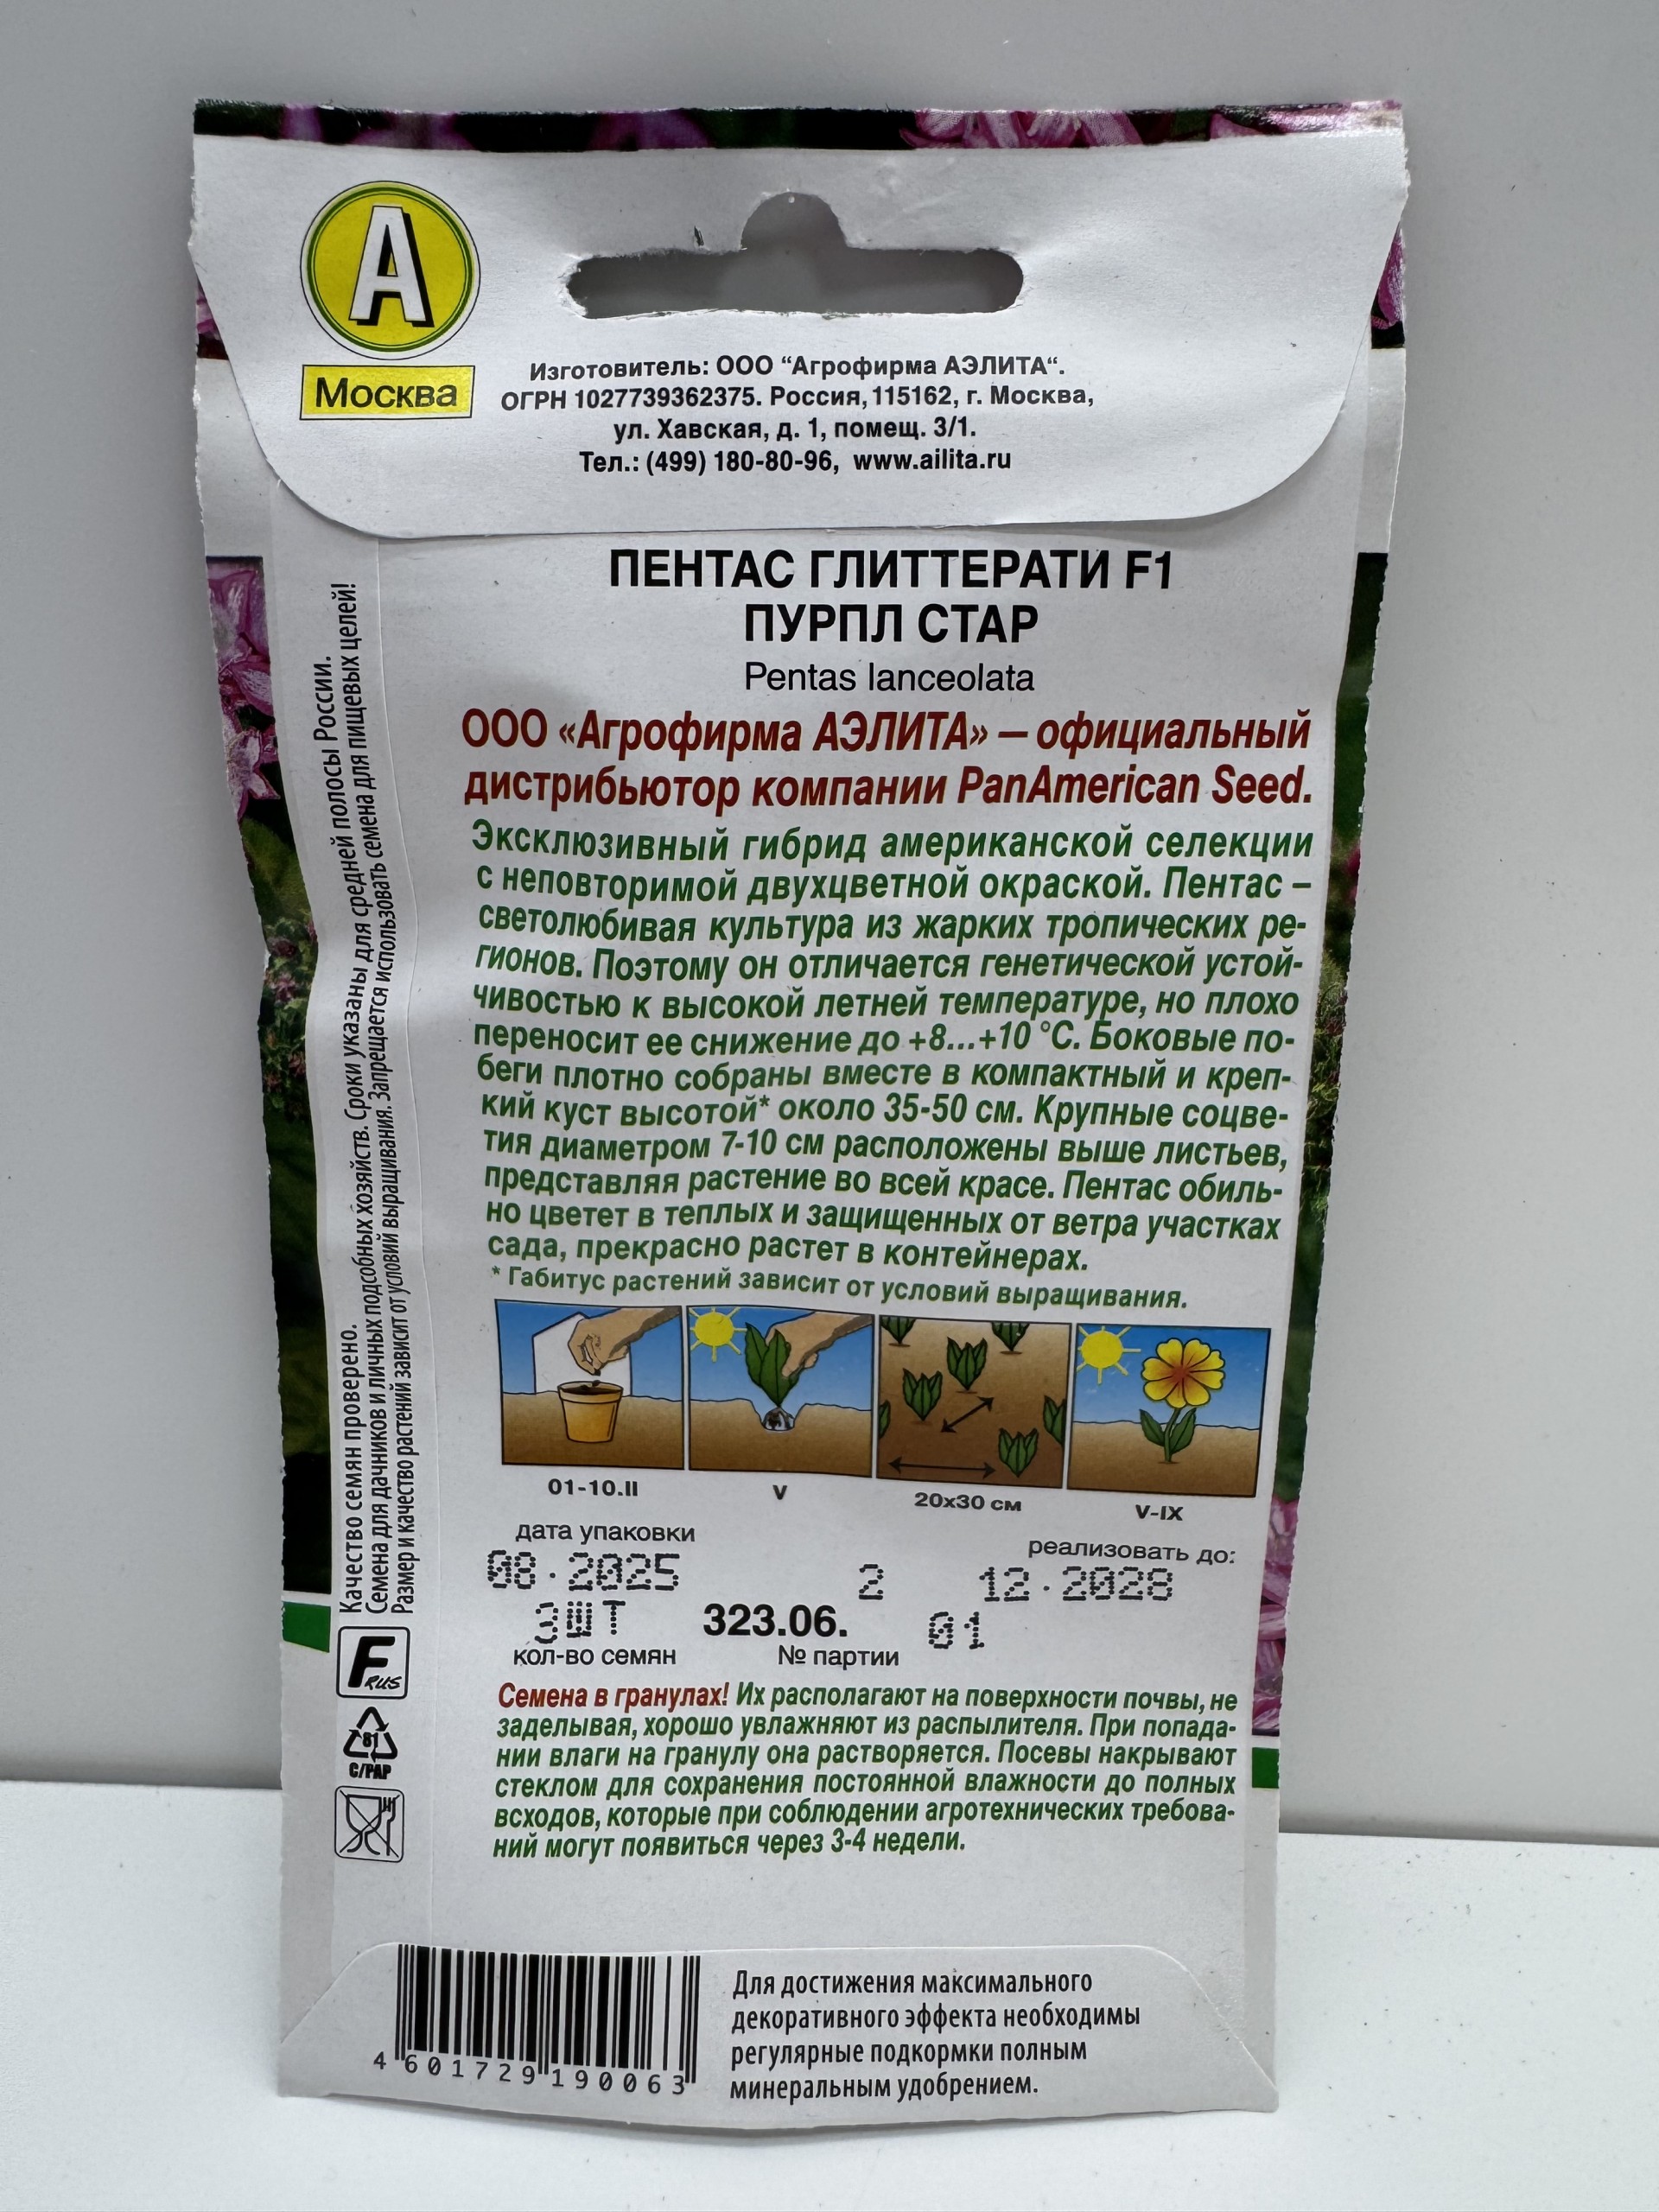 А
Москва
Изготовитель: ООО “Агрофирма АЭЛИТА“.
ОГРН 1027739362375. Россия, 115162, г. Москва,
ул. Хавская, д. 1, помещ. 3/1.
Тел.: (499) 180-80-96, www.ailita.ru
ПЕНТАС ГЛИТТЕРАТИ F1
ПУРПЛ СТАР
Pentas lanceolata
ООО «Агрофирма АЭЛИТА» – официальный
дистрибьютор компании PanAmerican Seed.
Эксклюзивный гибрид американской селекции
с неповторимой двухцветной окраской. Пентас –
светолюбивая культура из жарких тропических ре-
гионов. Поэтому он отличается генетической устой-
чивостью к высокой летней температуре, но плохо
переносит ее снижение до +8...+10 °С. Боковые по-
беги плотно собраны вместе в компактный и креп-
кий куст высотой* около 35-50 см. Крупные соцве-
тия диаметром 7-10 см расположены выше листьев,
представляя растение во всей красе. Пентас обиль-
но цветет в теплых и защищенных от ветра участках
сада, прекрасно растет в контейнерах.
* Габитус растений зависит от условий выращивания.
01-10.II
V
20x30 см
V-IX
дата упаковки
реализовать до:
08.2025
2
12.2028
3ШТ
323.06.
01
кол-во семян
№ партии
Семена в гранулах! Их располагают на поверхности почвы, не
заделывая, хорошо увлажняют из распылителя. При попада-
нии влаги на гранулу она растворяется. Посевы накрывают
стеклом для сохранения постоянной влажности до полных
всходов, которые при соблюдении агротехнических требова-
ний могут появиться через 3-4 недели.
Качество семян проверено.
Семена для дачников и личных подсобных хозяйств. Сроки указаны для средней полосы России.
Размер и качество растений зависит от условий выращивания. Запрещается использовать семена для пищевых целей!
F RUS
81
C/PAP
4 601729 190063
Для достижения максимального
декоративного эффекта необходимы
регулярные подкормки полным
минеральным удобрением.